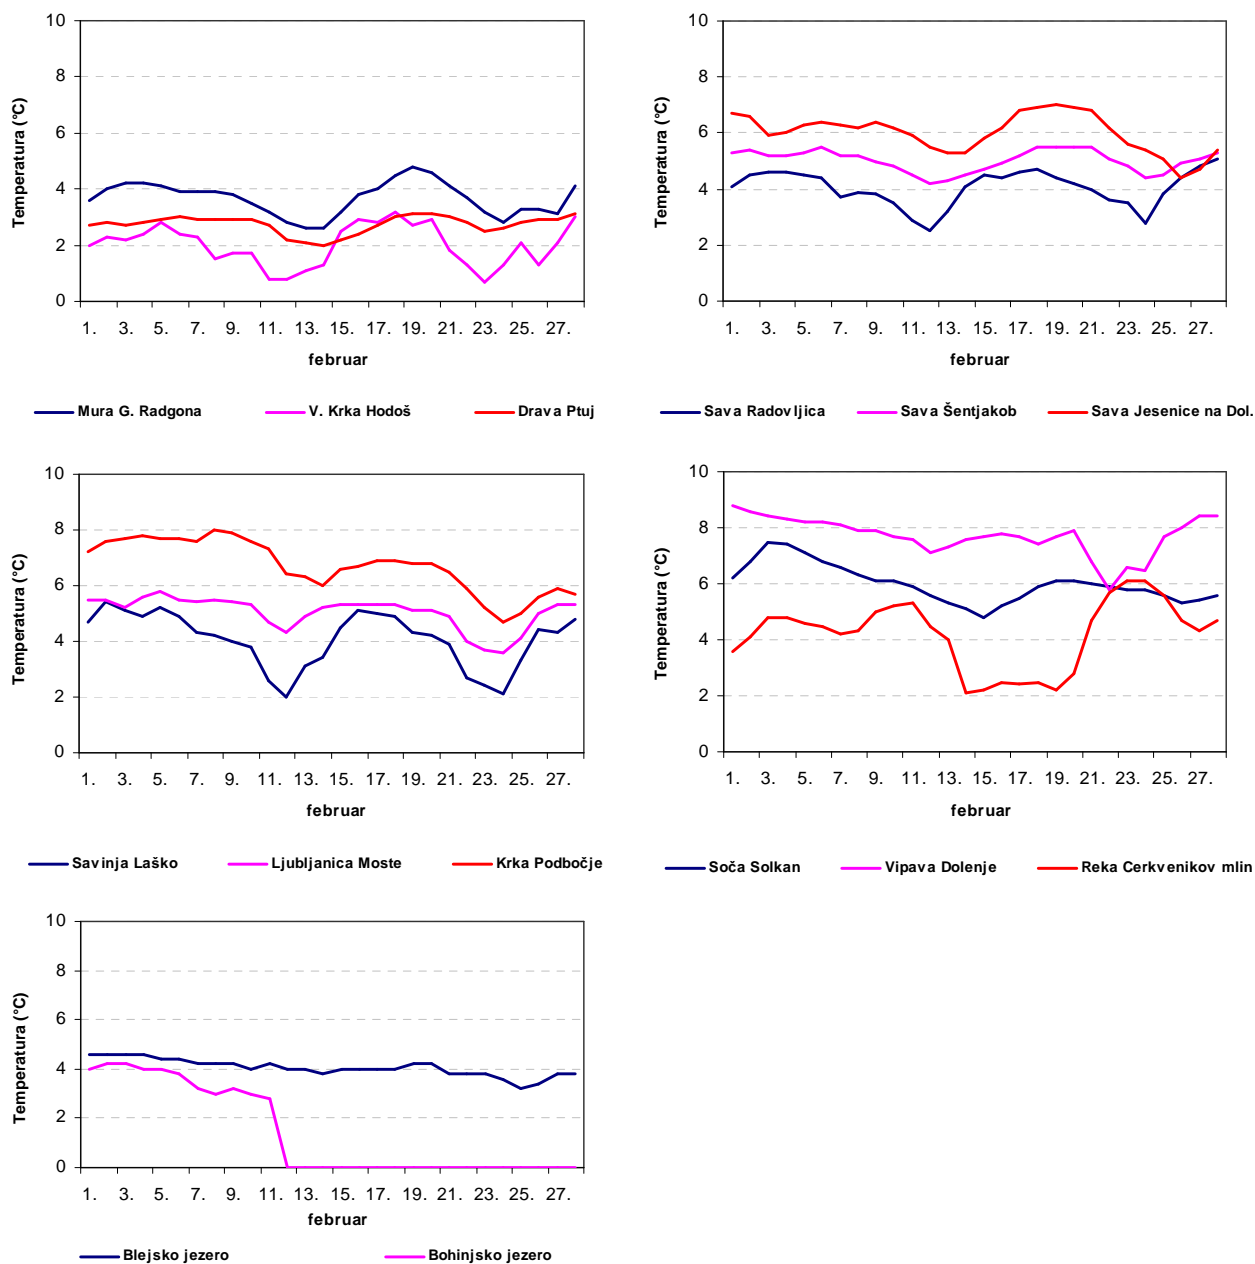 10
8
6
4
2
0
Temperatura (°C)
1. 3. 5. 7. 9. 11. 13. 15. 17. 19. 21. 23. 25. 27.
februar
Mura G. Radgona V. Krka Hodoš Drava Ptuj
10
8
6
4
2
0
Temperatura (°C)
1. 3. 5. 7. 9. 11. 13. 15. 17. 19. 21. 23. 25. 27.
februar
Sava Radovljica Sava Šentjakob Sava Jesenice na Dol.
10
8
6
4
2
0
Temperatura (°C)
1. 3. 5. 7. 9. 11. 13. 15. 17. 19. 21. 23. 25. 27.
februar
Savinja Laško Ljubljanica Moste Krka Podbočje
10
8
6
4
2
0
Temperatura (°C)
1. 3. 5. 7. 9. 11. 13. 15. 17. 19. 21. 23. 25. 27.
februar
Soča Solkan Vipava Dolenje Reka Cerkvenikov mlin
10
8
6
4
2
0
Temperatura (°C)
1. 3. 5. 7. 9. 11. 13. 15. 17. 19. 21. 23. 25. 27.
februar
Blejsko jezero Bohinjsko jezero